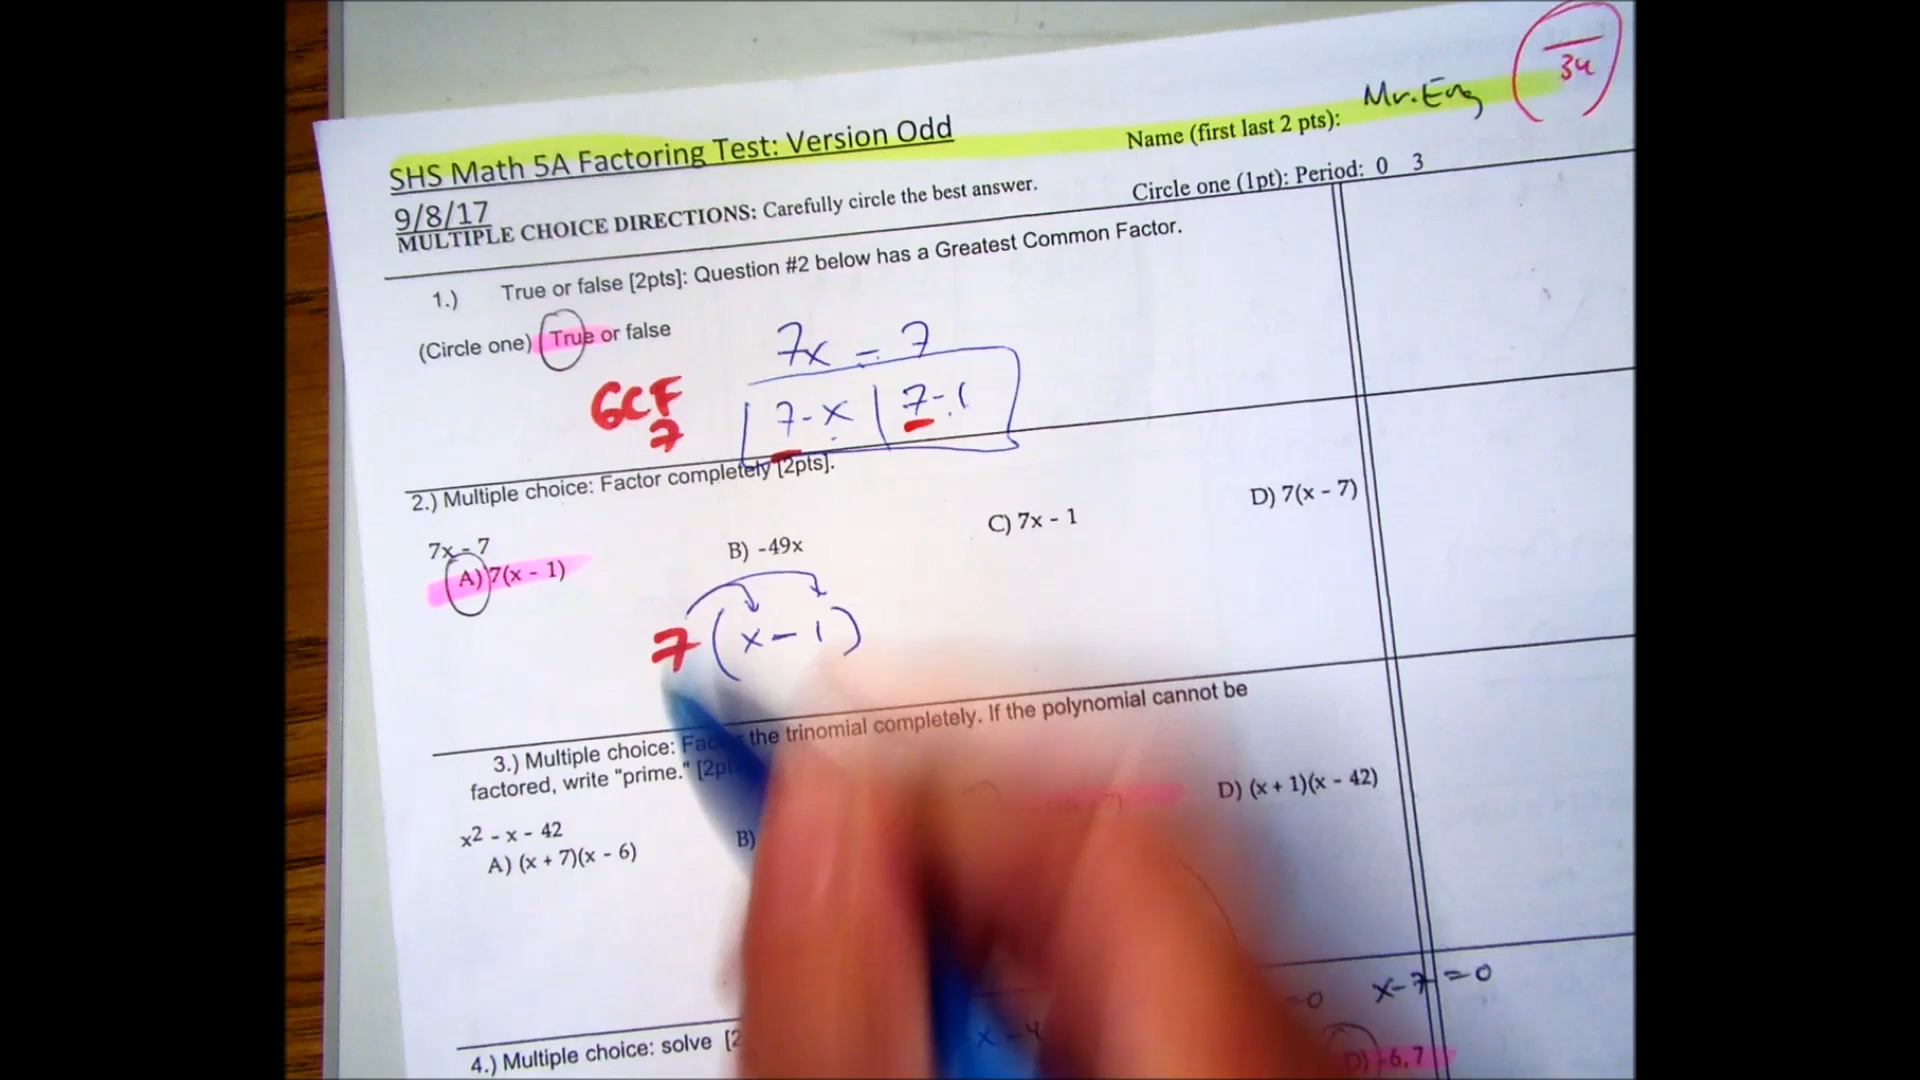 34
Mr. Eng
SHS Math 5A Factoring Test: Version Odd
Name (first last 2 pts):
9/8/17
Circle one (1pt): Period: 0 3
MULTIPLE CHOICE DIRECTIONS: Carefully circle the best answer.
1.) True or false [2pts]: Question #2 below has a Greatest Common Factor.
(Circle one) True or false
7x - 7
GCF
7
7·x 7·1
2.) Multiple choice: Factor completely [2pts].
7x - 7
A) 7(x - 1) B) -49x C) 7x - 1 D) 7(x - 7)
7(x - 1)
3.) Multiple choice: the trinomial completely. If the polynomial cannot be
factored, write "prime."
x2 - x - 42
A) (x + 7)(x - 6) B) D) (x + 1)(x - 42)
x-7=0
4.) Multiple choice: solve
D) -6, 7